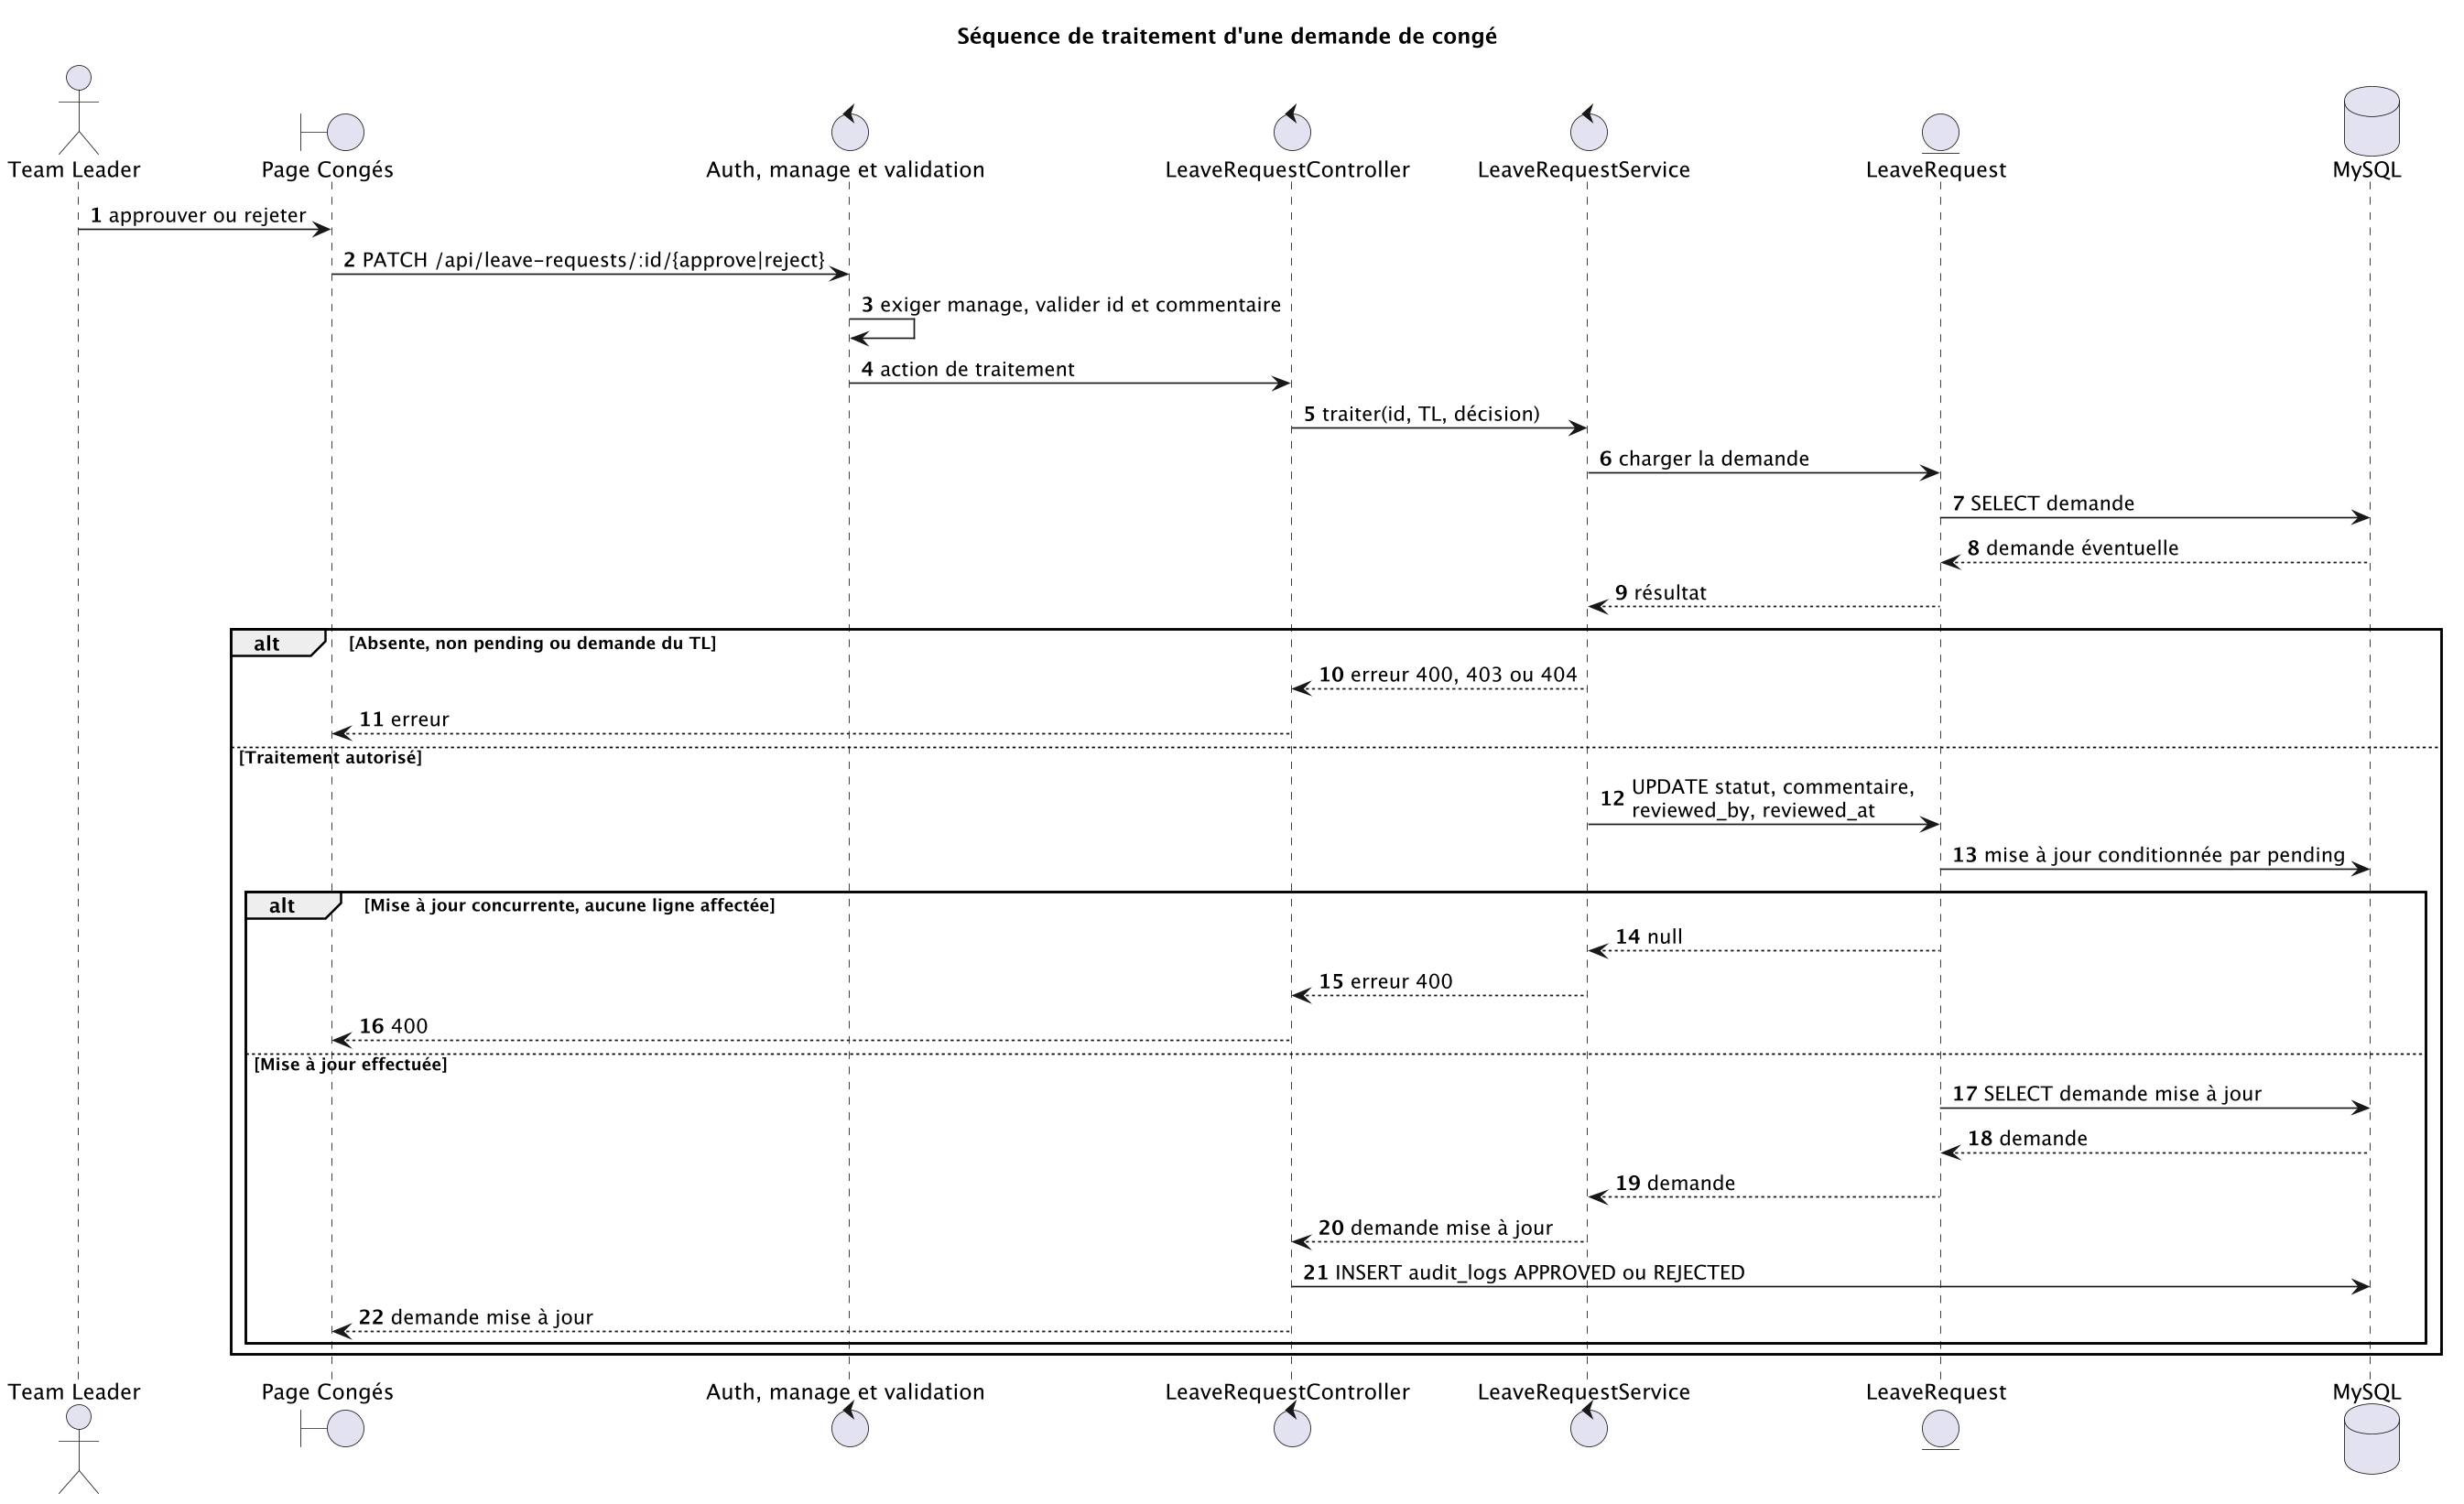 Séquence de traitement d'une demande de congé
Team Leader
Page Congés
Auth, manage et validation
LeaveRequestController
LeaveRequestService
LeaveRequest
MySQL
1 approuver ou rejeter
2 PATCH /api/leave-requests/:id/{approve|reject}
3 exiger manage, valider id et commentaire
4 action de traitement
5 traiter(id, TL, décision)
6 charger la demande
7 SELECT demande
8 demande éventuelle
9 résultat
alt [Absente, non pending ou demande du TL]
10 erreur 400, 403 ou 404
11 erreur
[Traitement autorisé]
12 UPDATE statut, commentaire,
reviewed_by, reviewed_at
13 mise à jour conditionnée par pending
alt [Mise à jour concurrente, aucune ligne affectée]
14 null
15 erreur 400
16 400
[Mise à jour effectuée]
17 SELECT demande mise à jour
18 demande
19 demande
20 demande mise à jour
21 INSERT audit_logs APPROVED ou REJECTED
22 demande mise à jour
Team Leader
Page Congés
Auth, manage et validation
LeaveRequestController
LeaveRequestService
LeaveRequest
MySQL